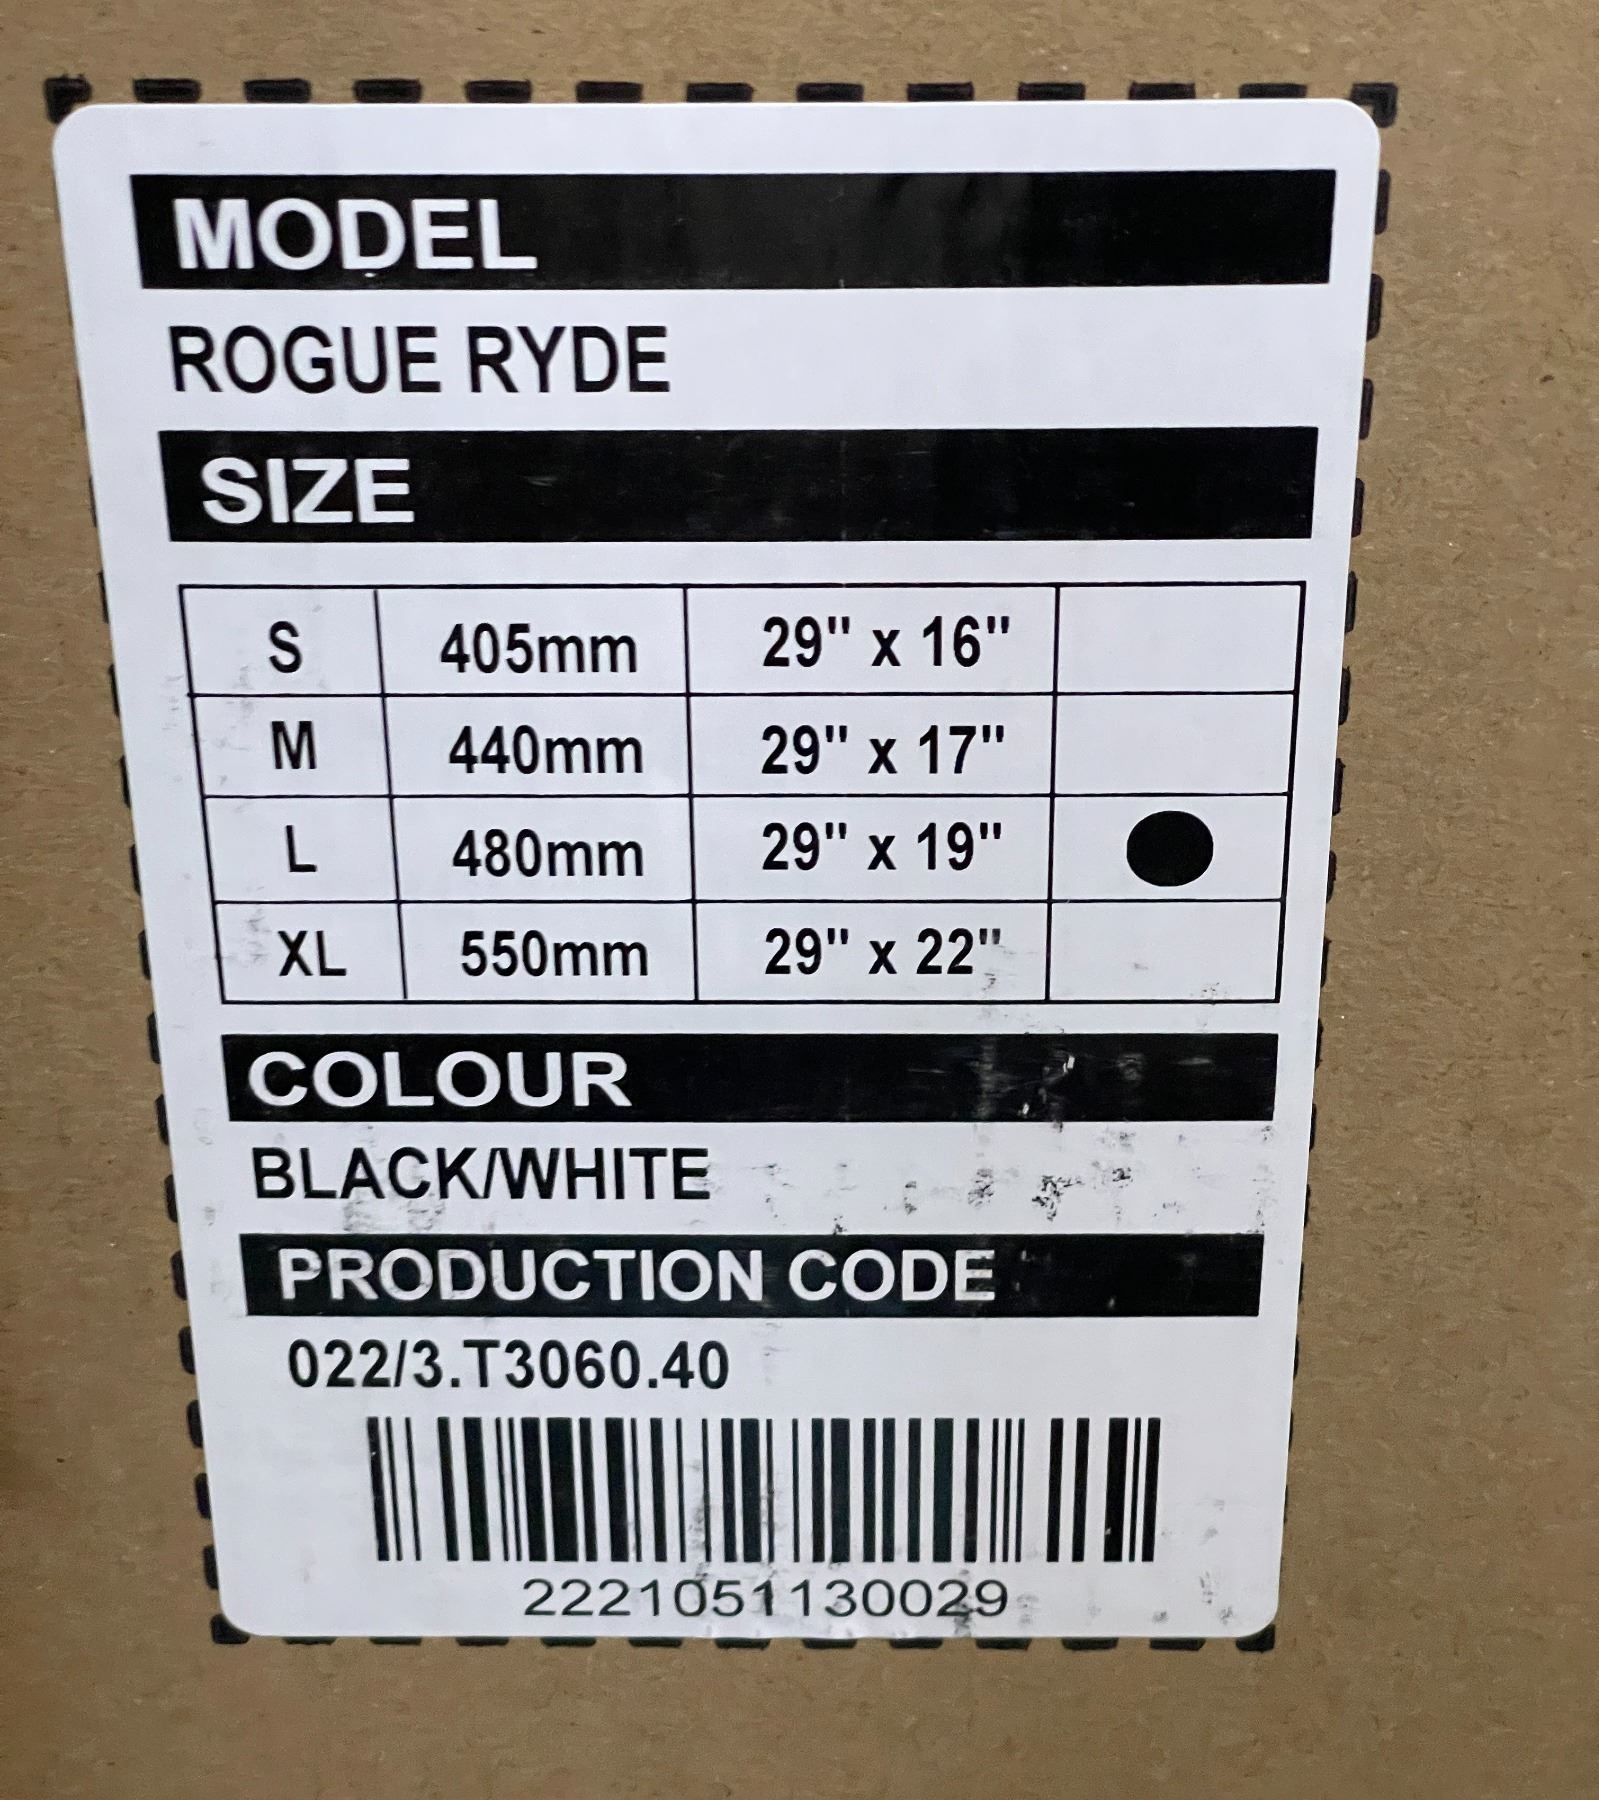 MODEL
ROGUE RYDE
SIZE
S 405mm 29" x 16"
M 440mm 29" x 17"
L 480mm 29" x 19" ●
XL 550mm 29" x 22"
COLOUR
BLACK/WHITE
PRODUCTION CODE
022/3.T3060.40
2221051130029